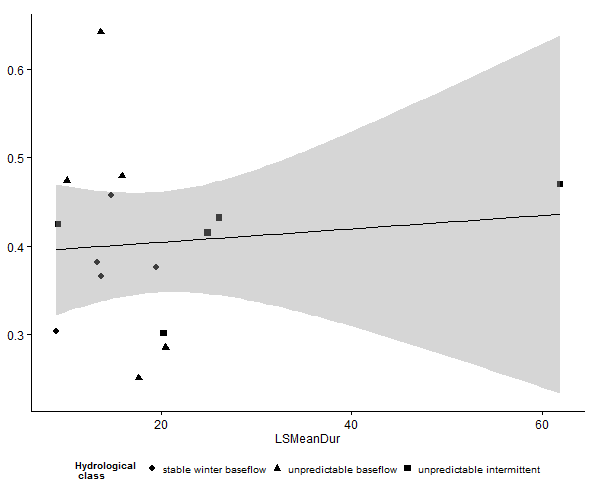 0.6
0.5
0.4
0.3
20 40 60
LSMeanDur
Hydrological
class
stable winter baseflow unpredictable baseflow unpredictable intermittent